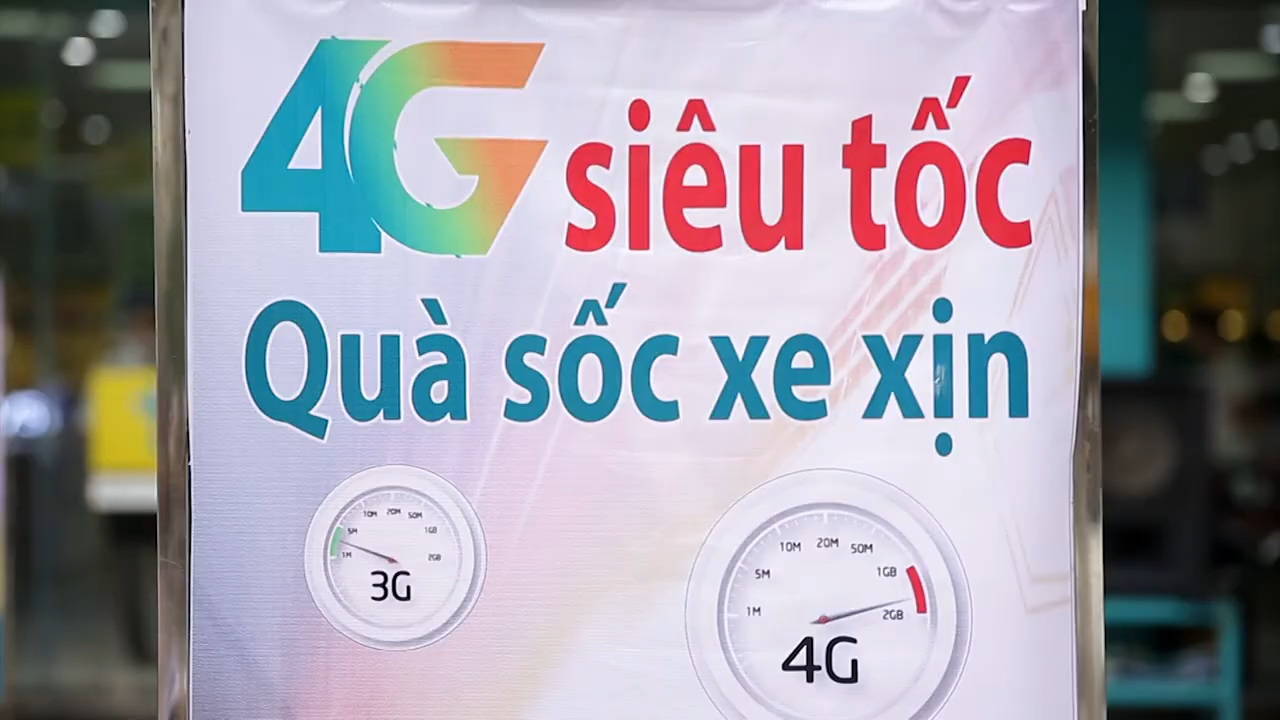 4G siêu tốc
Quà sốc xe xịn
1M 5M 10M 20M 50M 1GB 2GB
3G
1M 5M 10M 20M 50M 1GB 2GB
4G